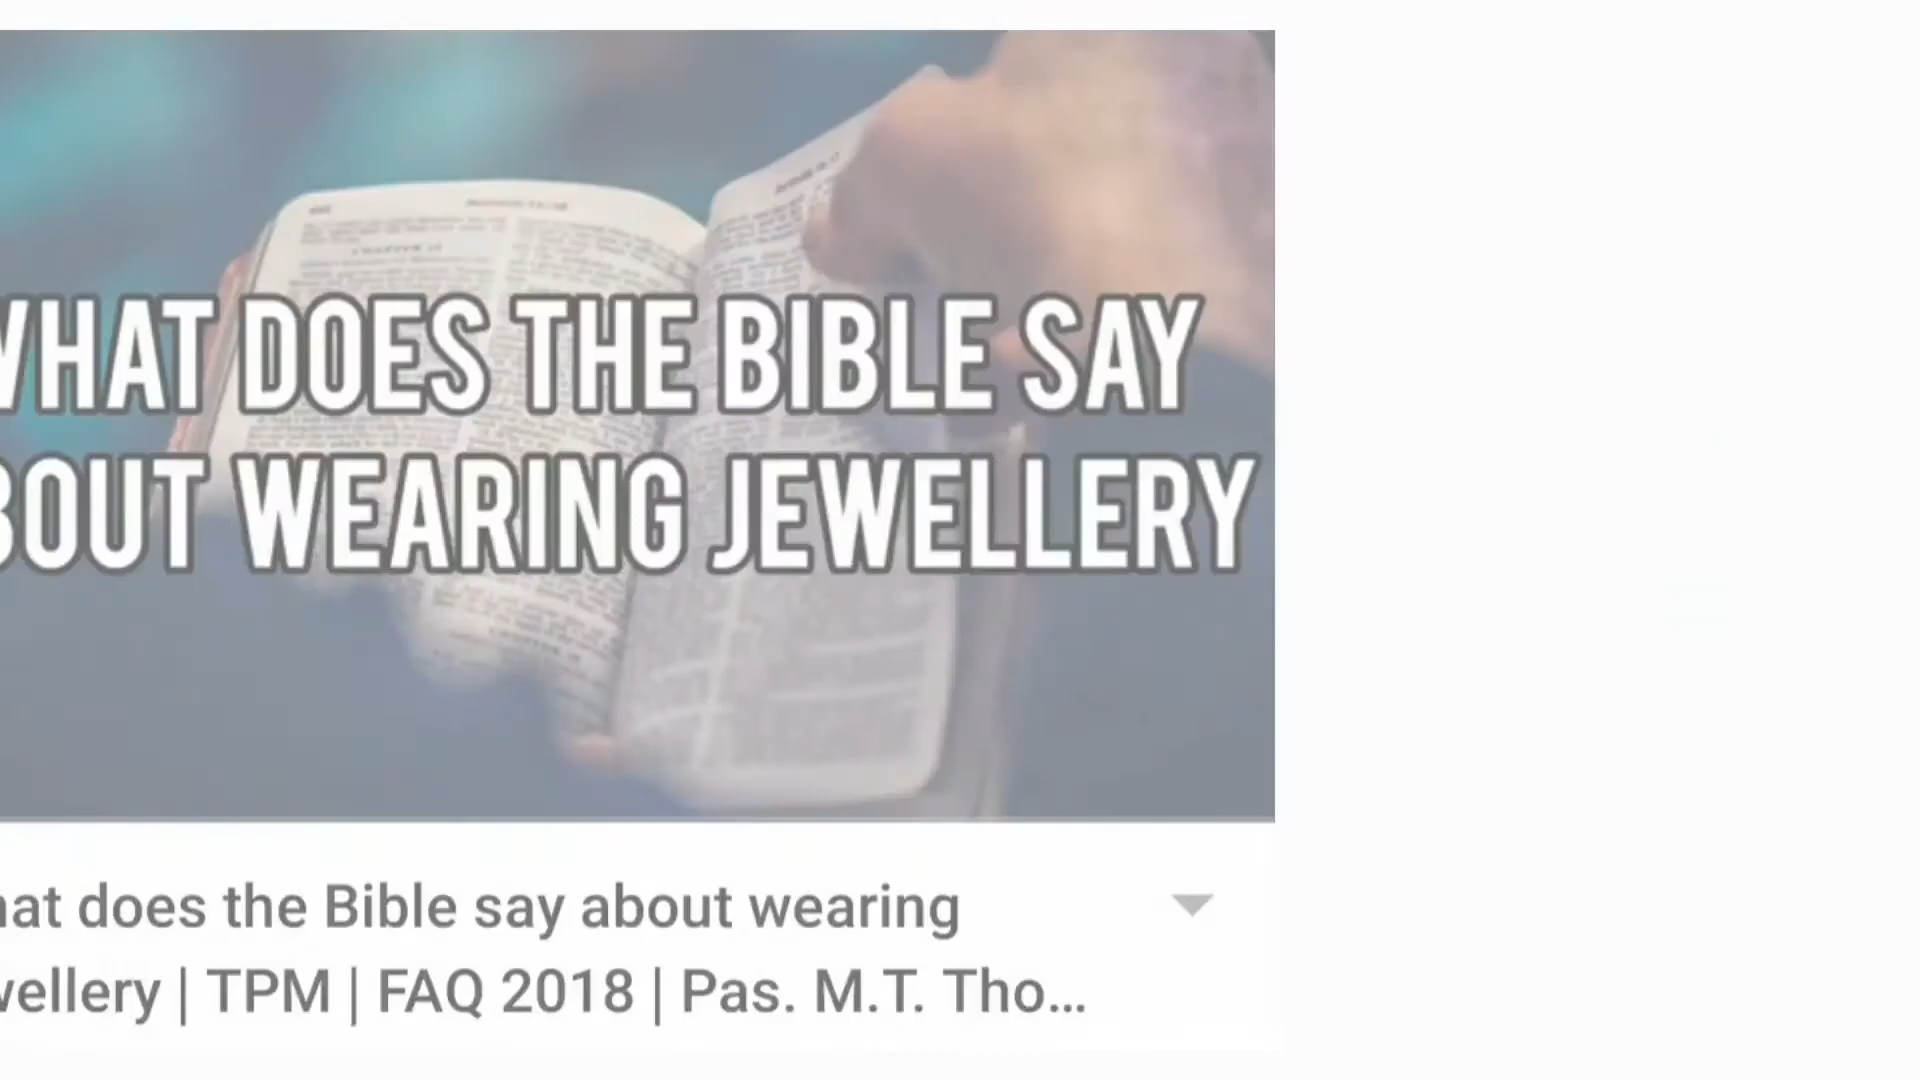 WHAT DOES THE BIBLE SAY
BOUT WEARING JEWELLERY
hat does the Bible say about wearing
vellery | TPM | FAQ 2018 | Pas. M.T. Tho...